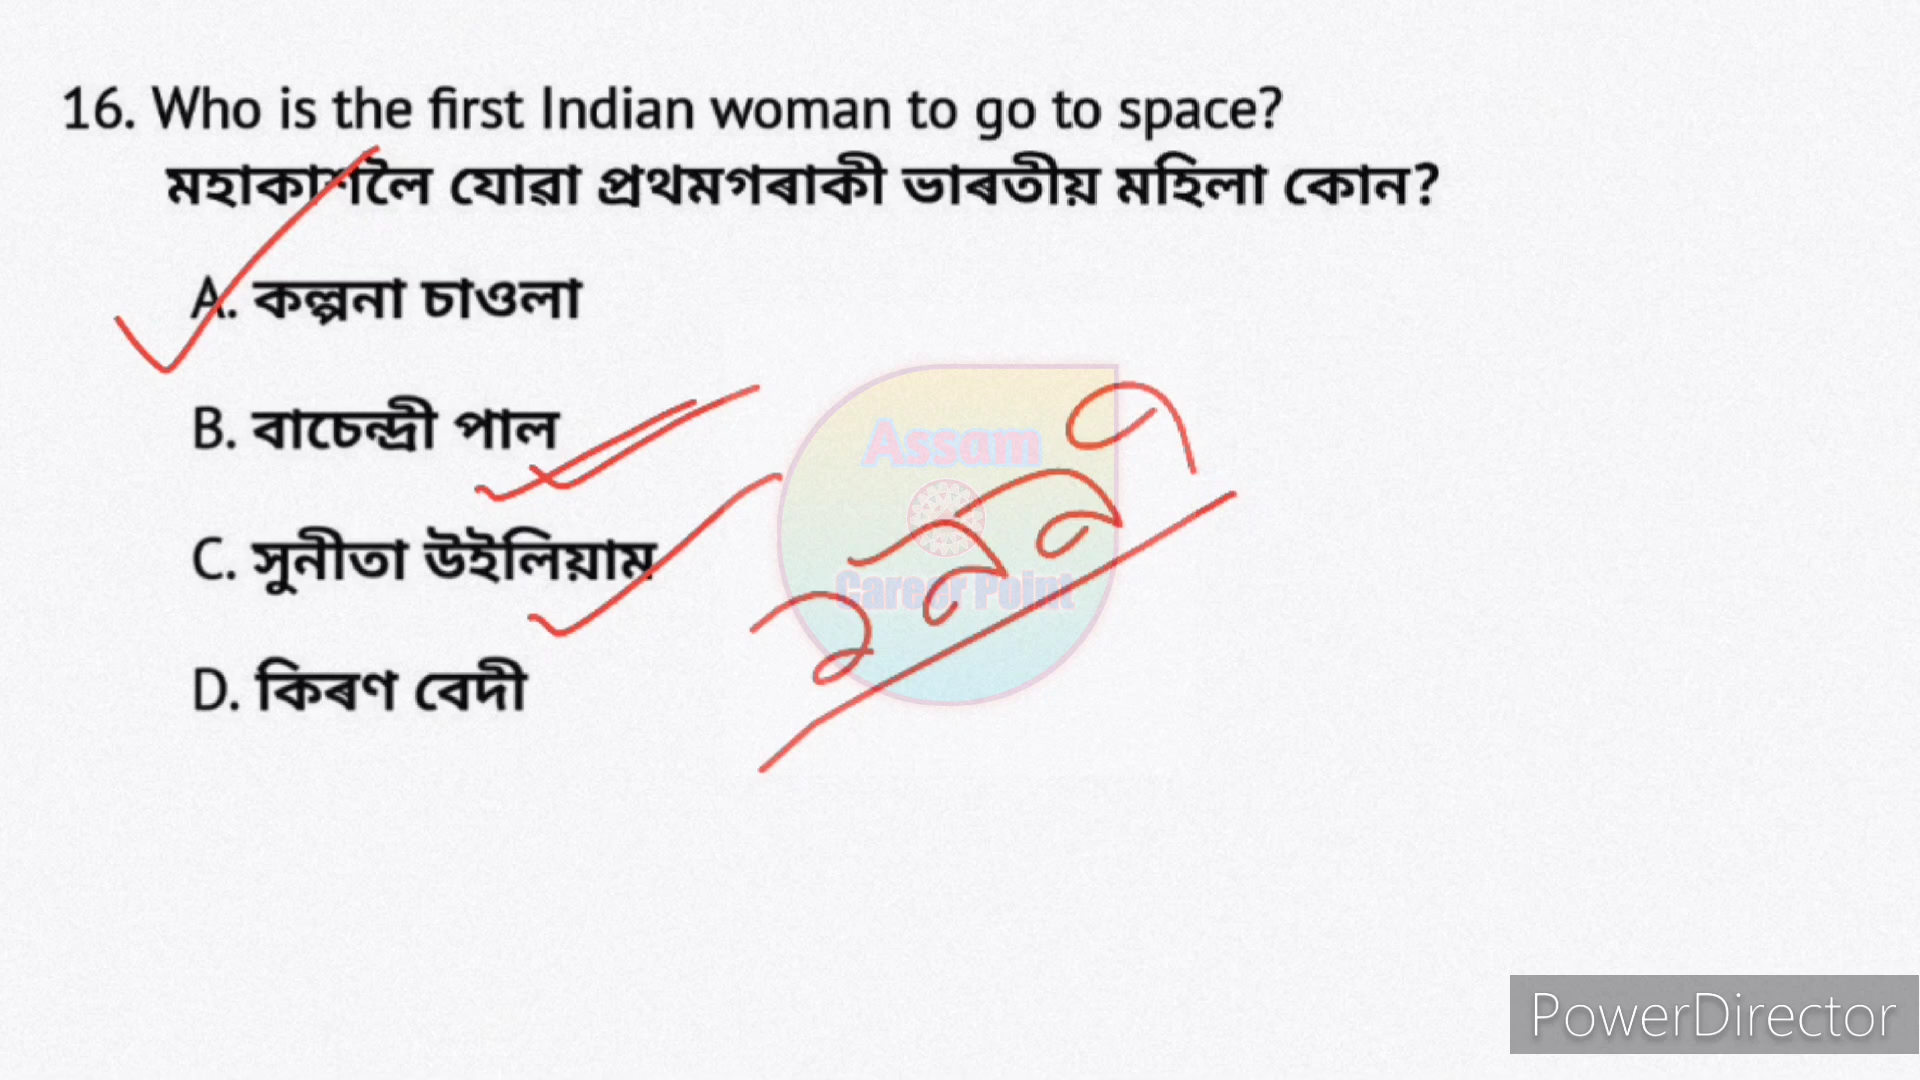 16. Who is the first Indian woman to go to space?
মহাকাশলৈ যোৱা প্ৰথমগৰাকী ভাৰতীয় মহিলা কোন?
A. কল্পনা চাওলা
B. বাচেন্দ্ৰী পাল
C. সুনীতা উইলিয়াম
D. কিৰণ বেদী
Assam
Career Point
PowerDirector